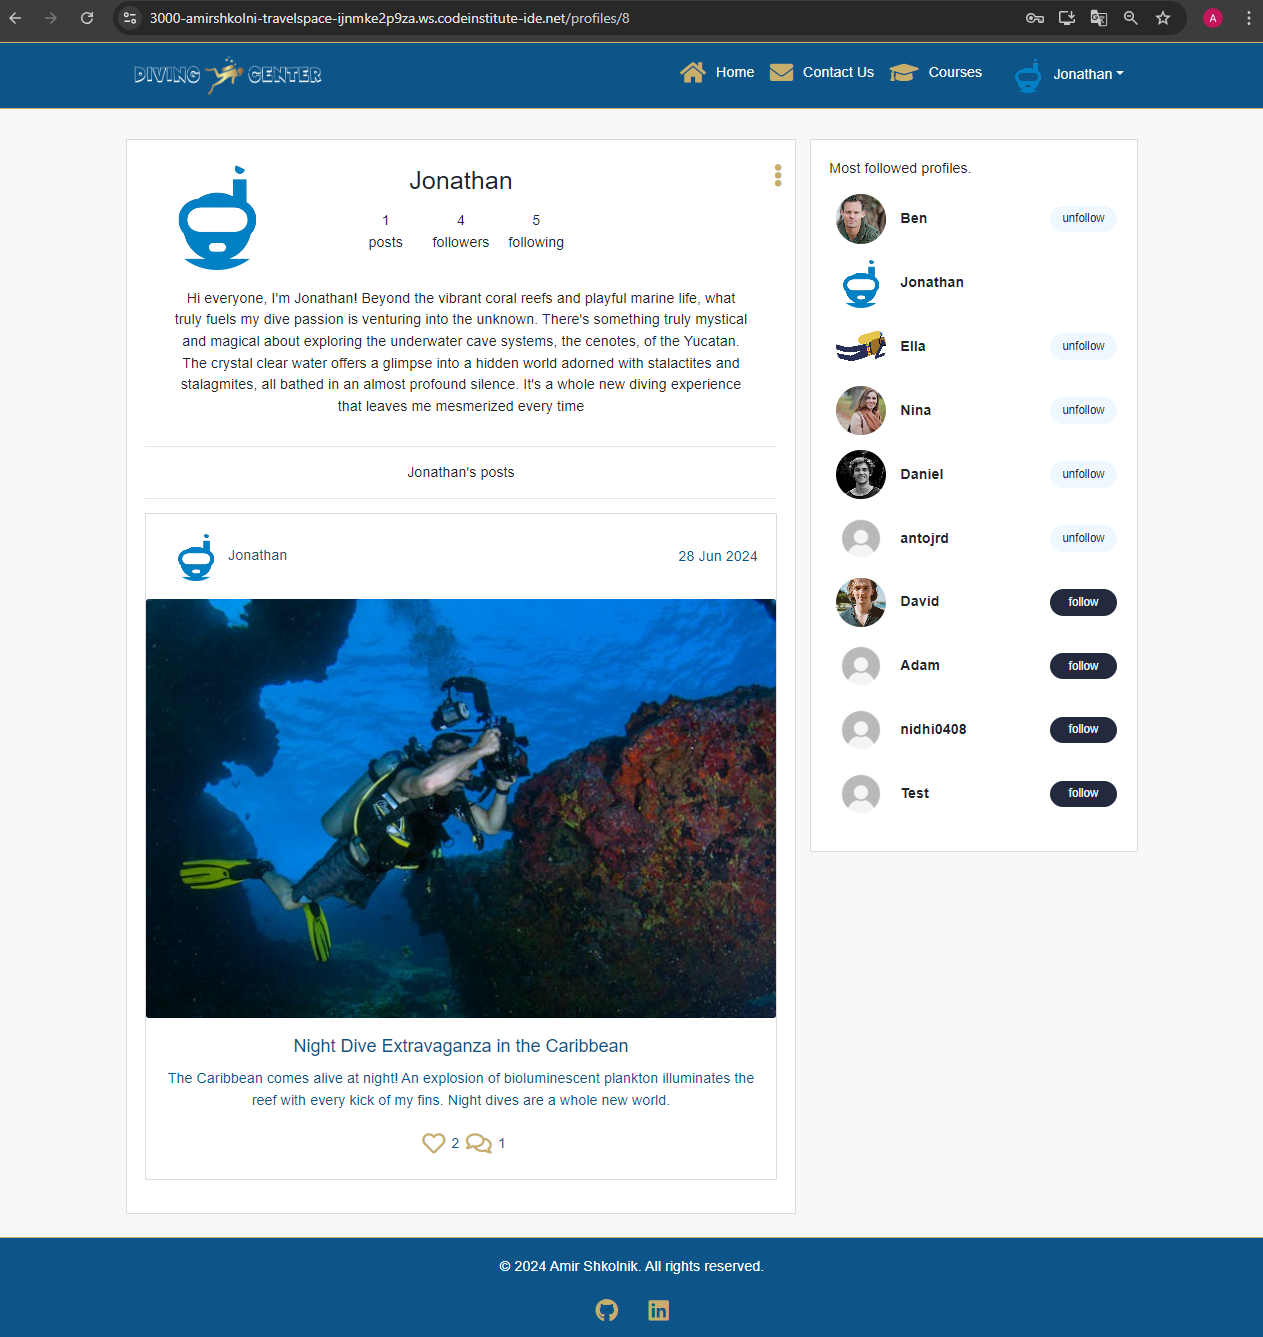 3000-amirshkolni-travelspace-ijnmke2p9za.ws.codeinstitute-ide.net/profiles/8
A
DIVING CENTER
Home
Contact Us
Courses
Jonathan
Jonathan
1
4
5
posts
followers
following
Hi everyone, I'm Jonathan! Beyond the vibrant coral reefs and playful marine life, what
truly fuels my dive passion is venturing into the unknown. There's something truly mystical
and magical about exploring the underwater cave systems, the cenotes, of the Yucatan.
The crystal clear water offers a glimpse into a hidden world adorned with stalactites and
stalagmites, all bathed in an almost profound silence. It's a whole new diving experience
that leaves me mesmerized every time
Jonathan's posts
Jonathan
28 Jun 2024
Night Dive Extravaganza in the Caribbean
The Caribbean comes alive at night! An explosion of bioluminescent plankton illuminates the
reef with every kick of my fins. Night dives are a whole new world.
2
1
Most followed profiles.
Ben
unfollow
Jonathan
Ella
unfollow
Nina
unfollow
Daniel
unfollow
antojrd
unfollow
David
follow
Adam
follow
nidhi0408
follow
Test
follow
© 2024 Amir Shkolnik. All rights reserved.